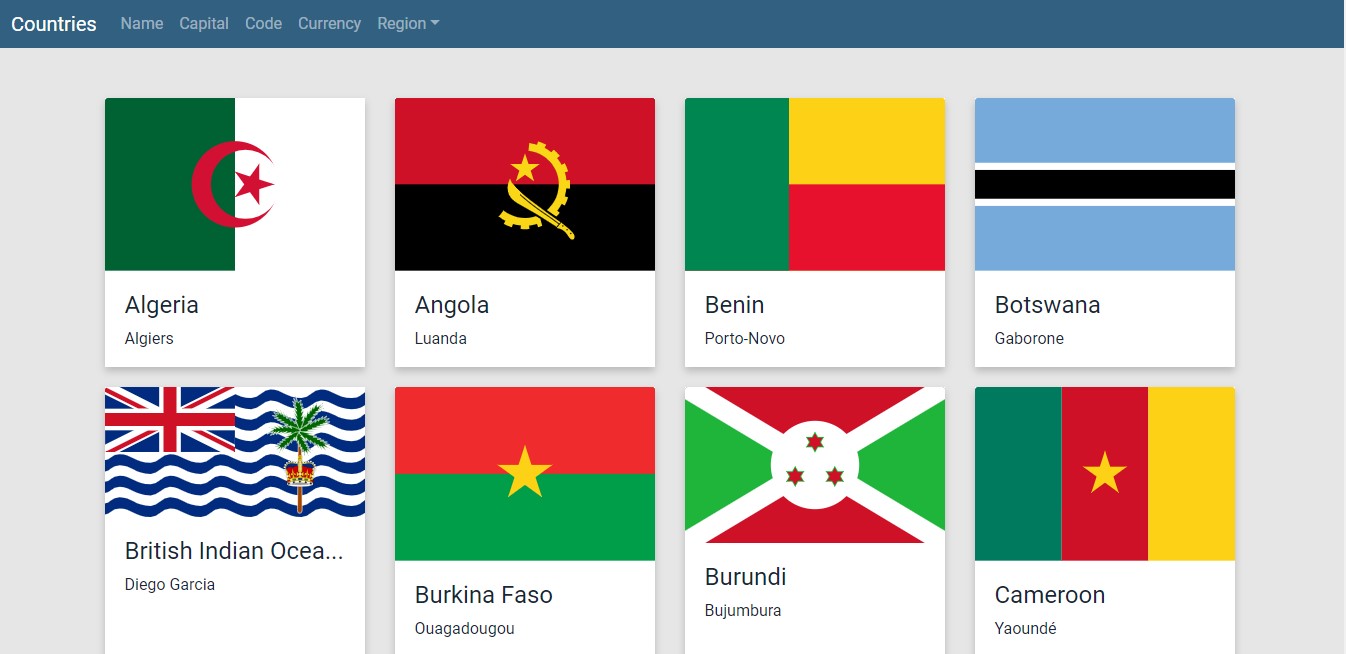 Countries Name Capital Code Currency Region
Algeria
Algiers
Angola
Luanda
Benin
Porto-Novo
Botswana
Gaborone
British Indian Ocea...
Diego Garcia
Burkina Faso
Ouagadougou
Burundi
Bujumbura
Cameroon
Yaoundé